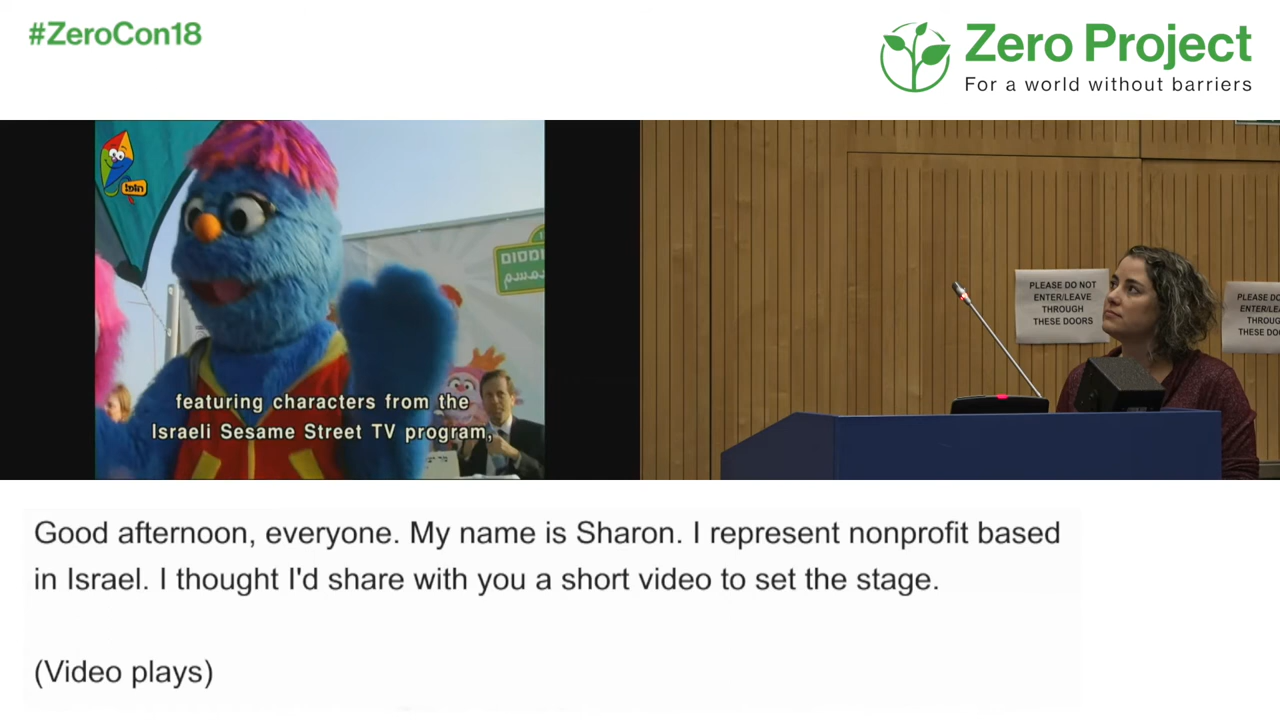 #ZeroCon18
Zero Project
For a world without barriers
featuring characters from the
Israeli Sesame Street TV program,
PLEASE DO NOT
ENTER/LEAVE
THROUGH
THESE DOORS
Good afternoon, everyone. My name is Sharon. I represent nonprofit based
in Israel. I thought I'd share with you a short video to set the stage.
(Video plays)